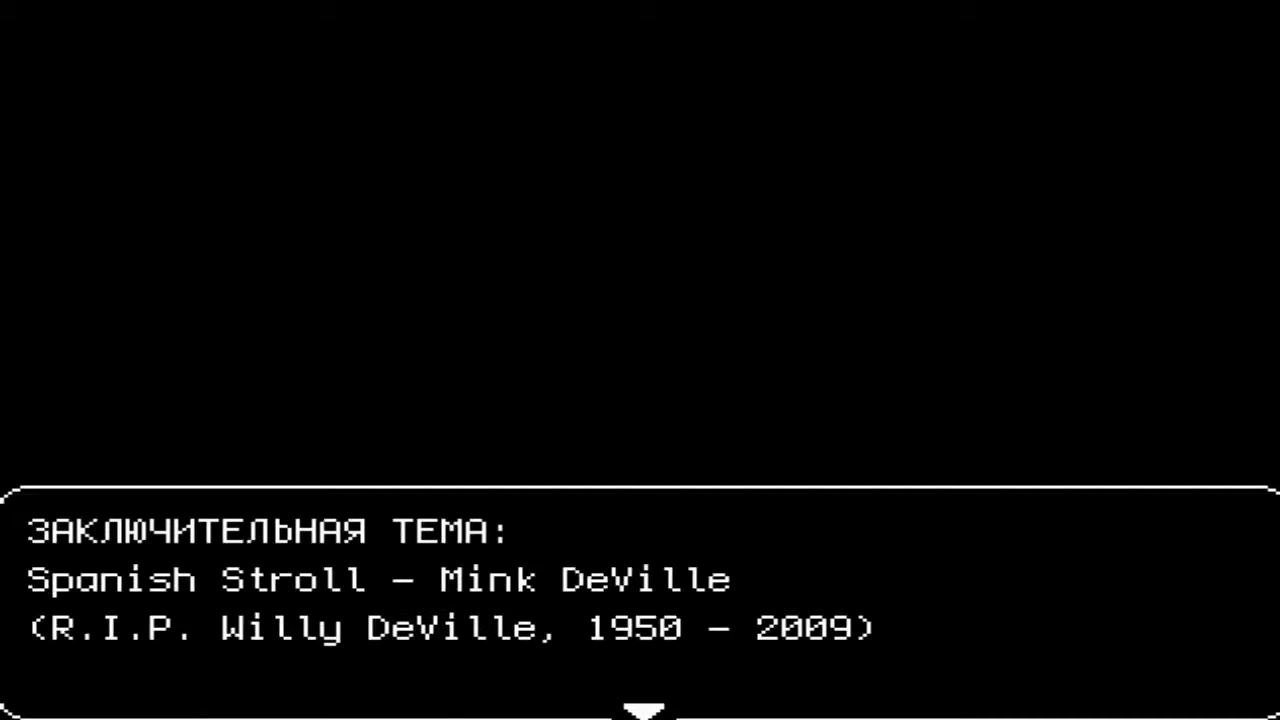 ЗАКЛЮЧИТЕЛЬНАЯ ТЕМА:
Spanish Stroll – Mink DeVille
(R.I.P. Willy DeVille, 1950 – 2009)